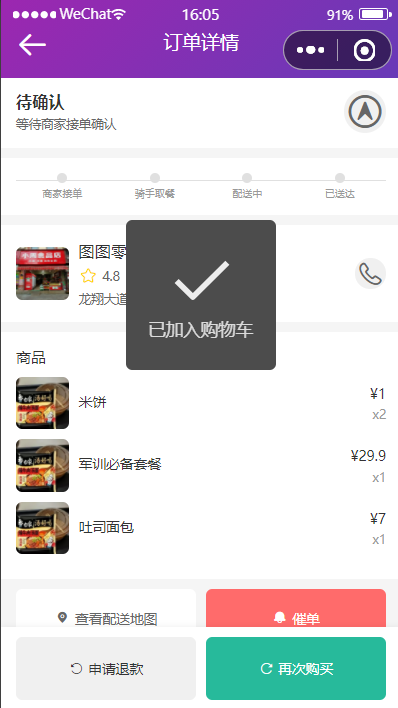 WeChat
16:05
91%
订单详情
待确认
等待商家接单确认
商家接单
骑手取餐
配送中
已送达
图图零
4.8
龙翔大道
已加入购物车
商品
米饼
¥1
x2
军训必备套餐
¥29.9
x1
吐司面包
¥7
x1
查看配送地图
催单
申请退款
再次购买